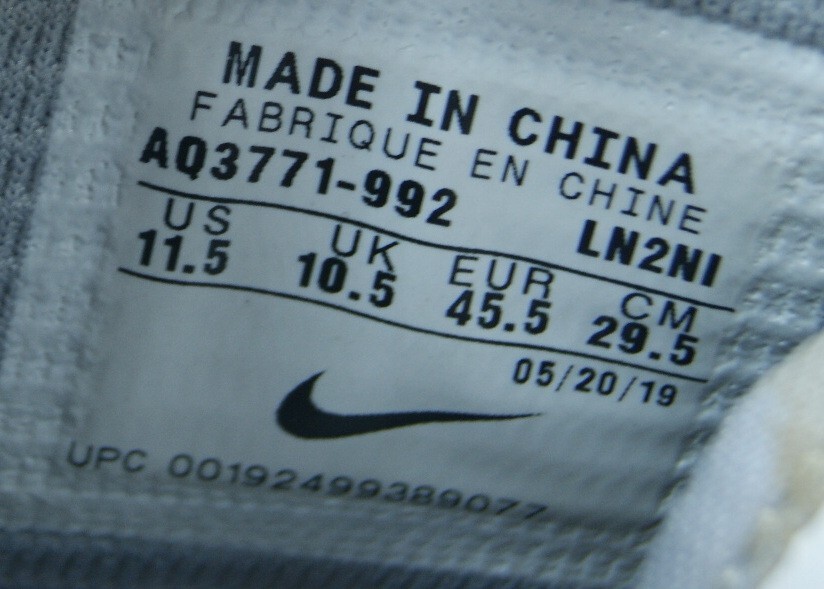 MADE IN CHINA
FABRIQUE EN CHINE
AQ3771-992 LN2NI
US UK EUR CM
11.5 10.5 45.5 29.5
05/20/19
UPC 00192499389077